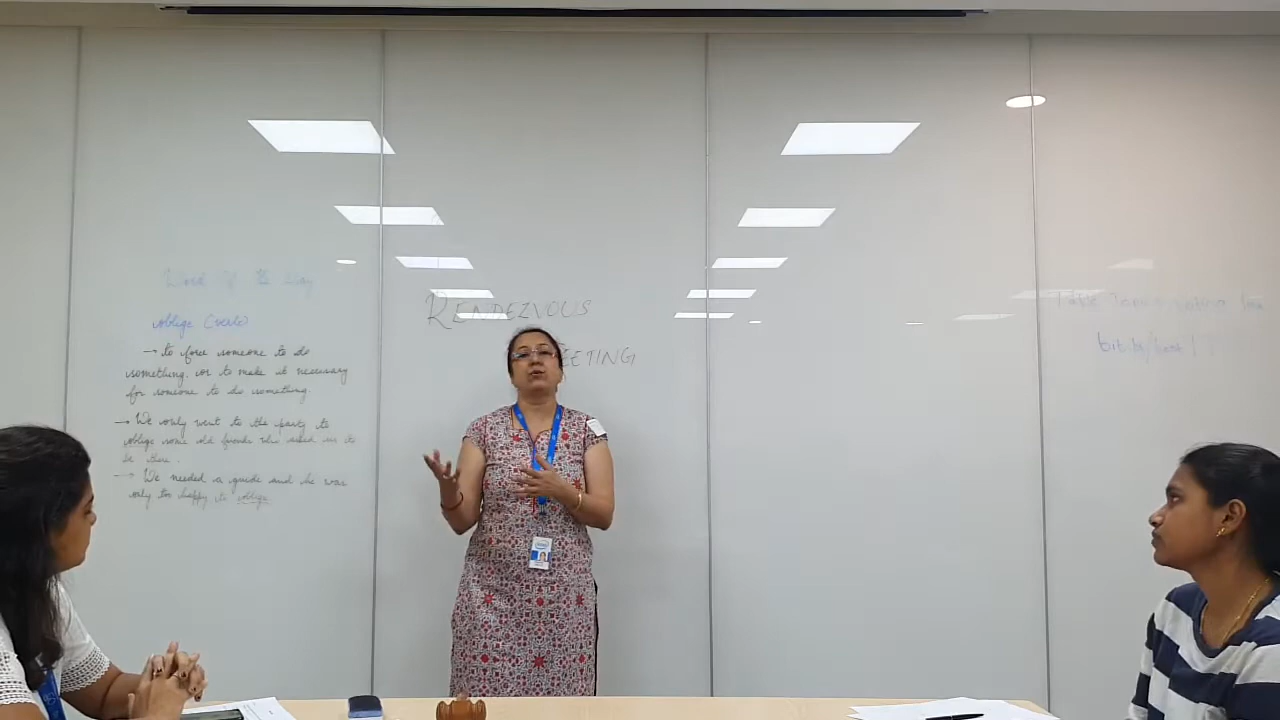 Word of the Day
oblige (verb)
→ to force someone to do
something, or to make it necessary
for someone to do something.
→ We only went to the party to
oblige some old friends who asked us to
be there.
→ We needed a guide and he was
only too happy to oblige
RENDEZVOUS
MEETING
Table Topics
bit.ly/